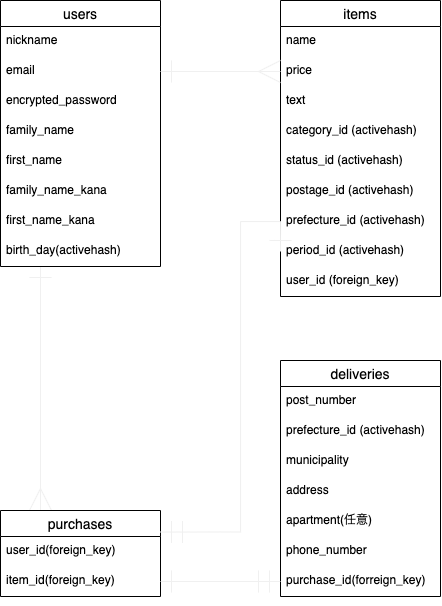 users
nickname
email
encrypted_password
family_name
first_name
family_name_kana
first_name_kana
birth_day(activehash)
items
name
price
text
category_id (activehash)
status_id (activehash)
postage_id (activehash)
prefecture_id (activehash)
period_id (activehash)
user_id (foreign_key)
deliveries
post_number
prefecture_id (activehash)
municipality
address
apartment(任意)
phone_number
purchase_id(forreign_key)
purchases
user_id(foreign_key)
item_id(foreign_key)